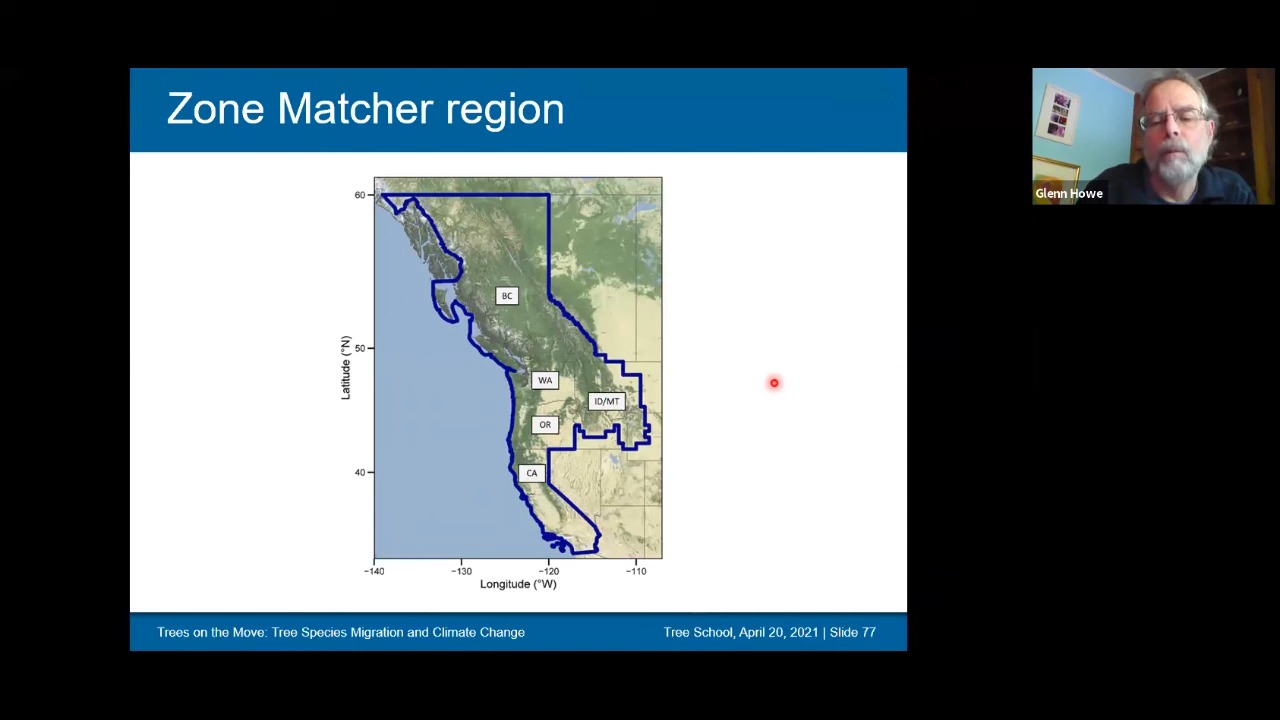 Zone Matcher region
Glenn Howe
60
50
40
Latitude (°N)
BC
WA
ID/MT
OR
CA
−140
−130
−120
−110
Longitude (°W)
Trees on the Move: Tree Species Migration and Climate Change
Tree School, April 20, 2021 | Slide 77